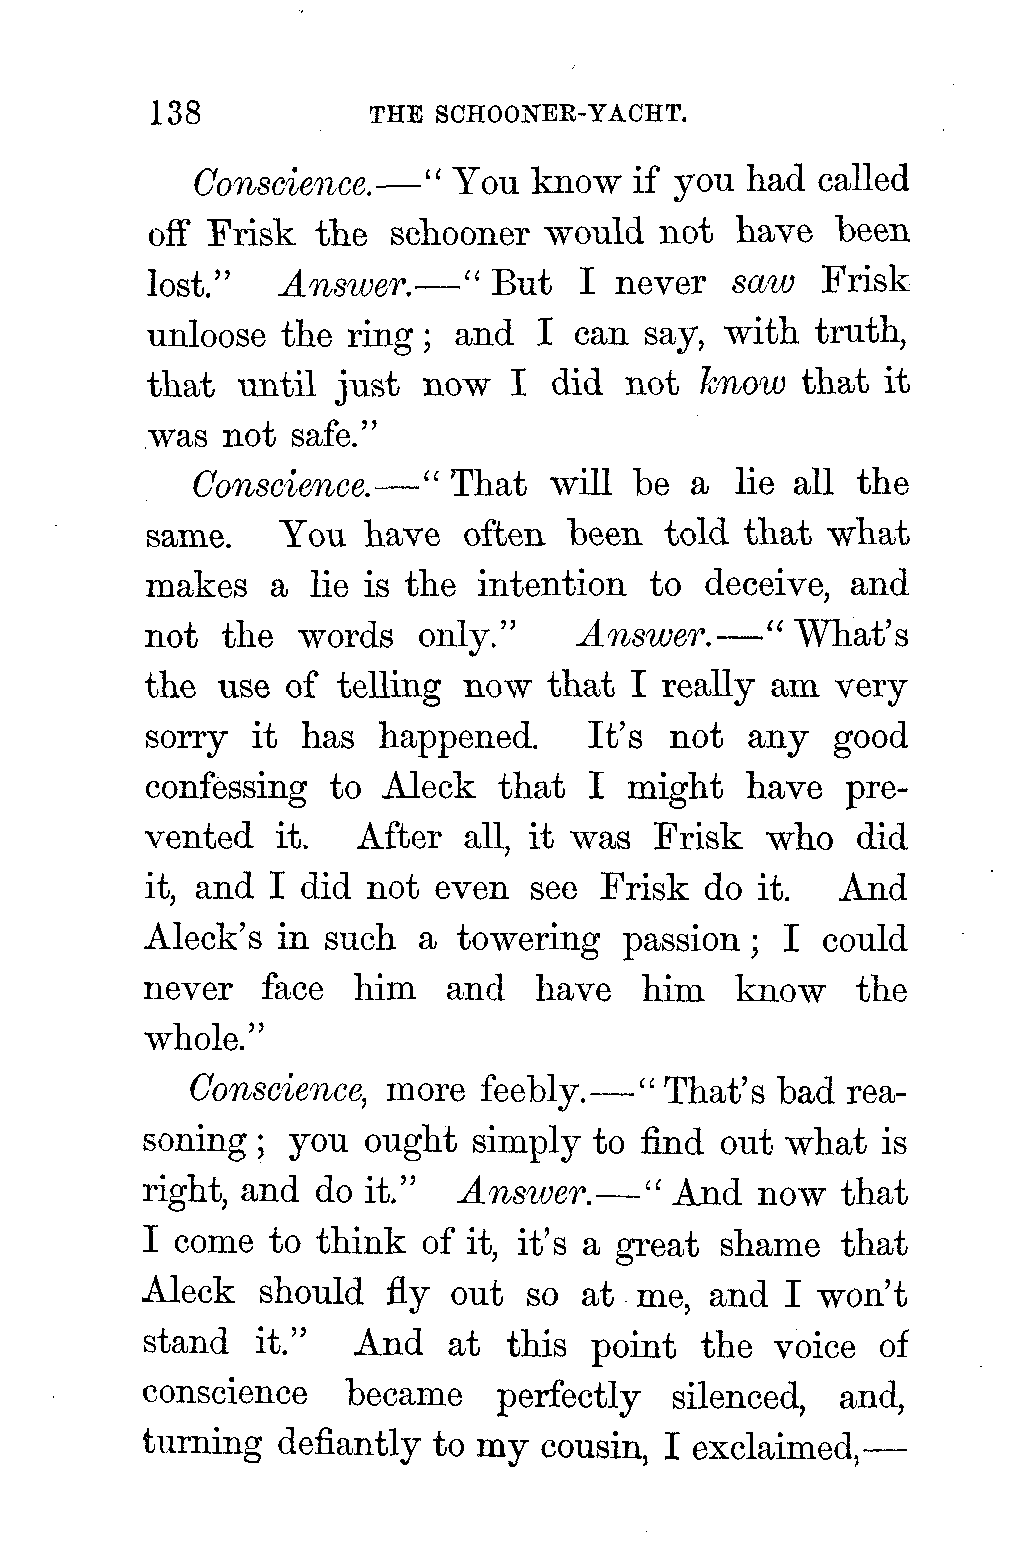 138 THE SCHOONER-YACHT.
Conscience.—" You know if you had called
off Frisk the schooner would not have been
lost." Answer.—" But I never saw Frisk
unloose the ring ; and I can say, with truth,
that until just now I did not know that it
was not safe."
Conscience.—" That will be a lie all the
same. You have often been told that what
makes a lie is the intention to deceive, and
not the words only." Answer.—" What's
the use of telling now that I really am very
sorry it has happened. It's not any good
confessing to Aleck that I might have pre-
vented it. After all, it was Frisk who did
it, and I did not even see Frisk do it. And
Aleck's in such a towering passion ; I could
never face him and have him know the
whole."
Conscience, more feebly.—" That's bad rea-
soning ; you ought simply to find out what is
right, and do it." Answer.—" And now that
I come to think of it, it's a great shame that
Aleck should fly out so at me, and I won't
stand it." And at this point the voice of
conscience became perfectly silenced, and,
turning defiantly to my cousin, I exclaimed,—